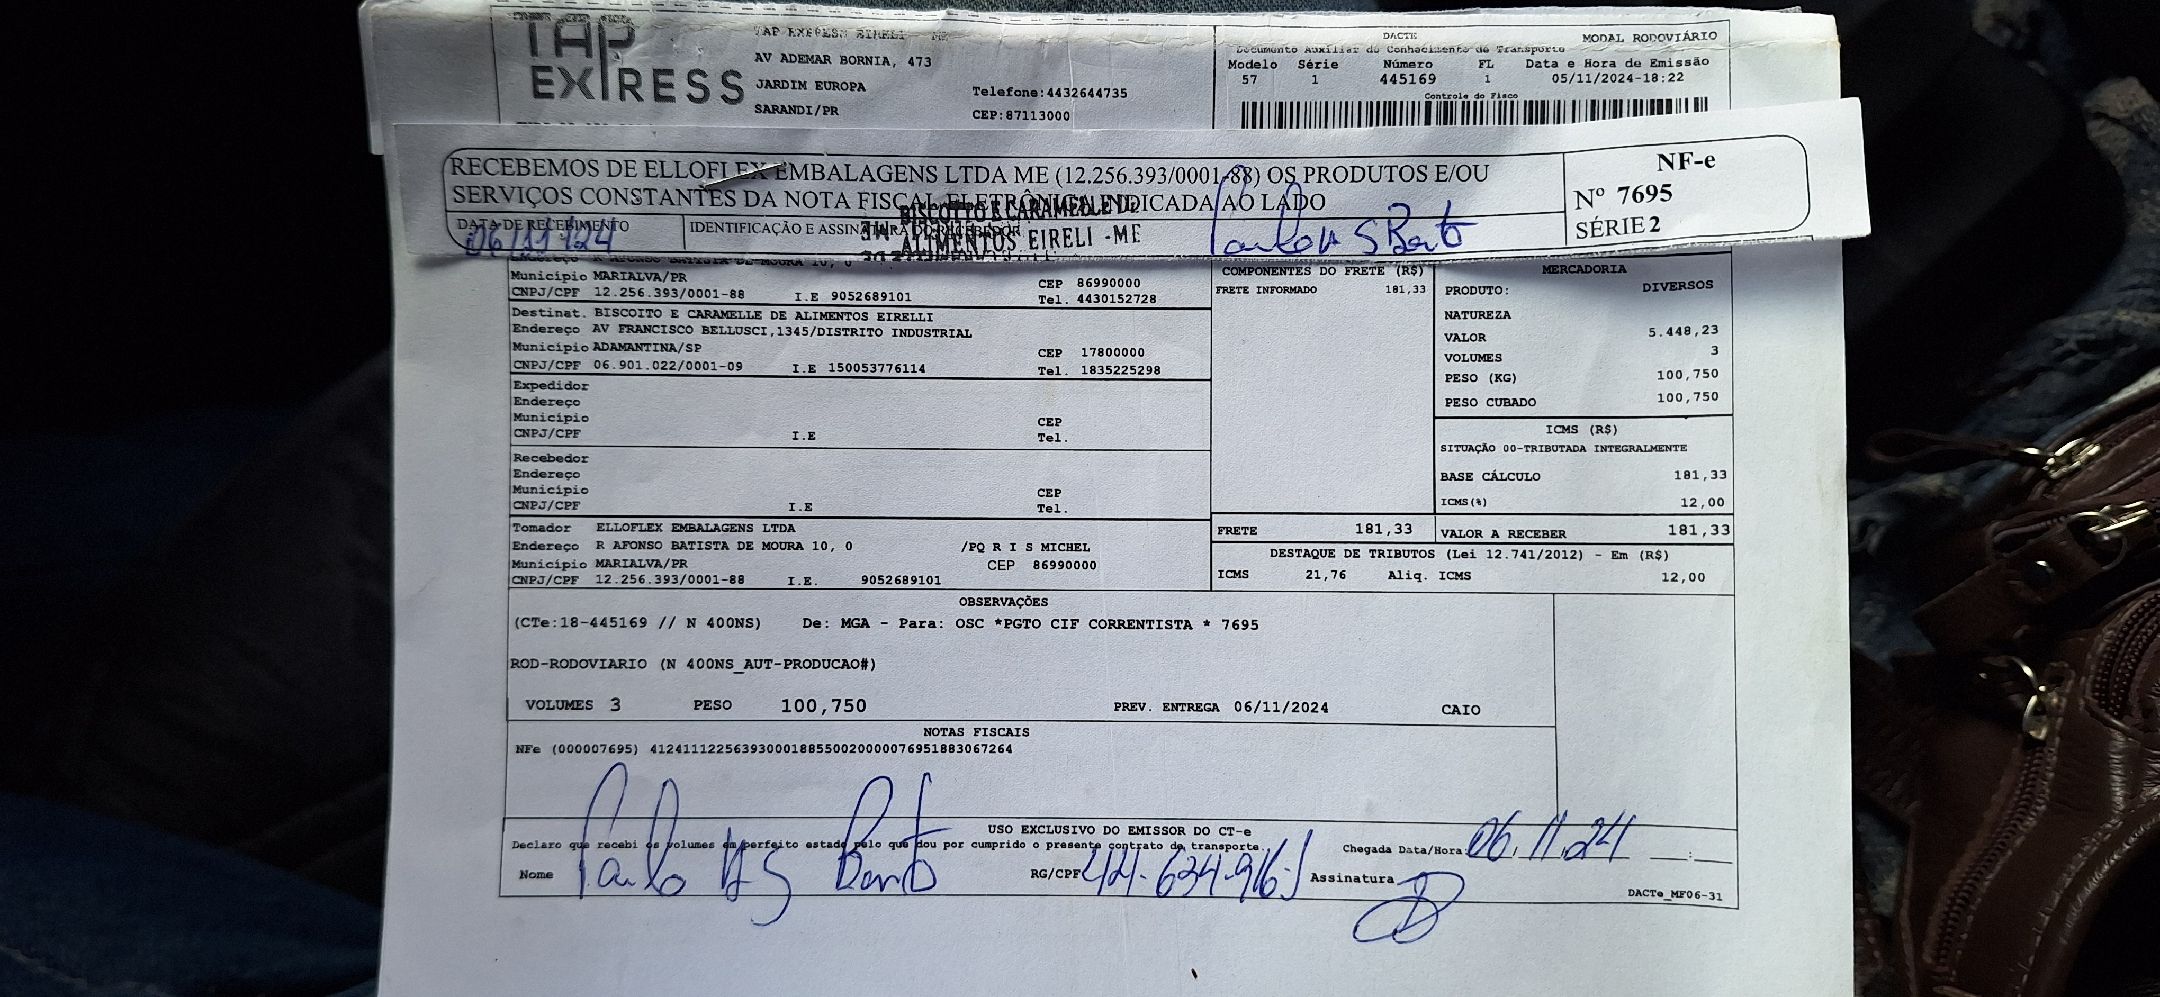 TAP EXPRESS
TAP EXPRESS EIRELI - ME
AV ADEMAR BORNIA, 473
JARDIM EUROPA
SARANDI/PR
Telefone:4432644735
CEP:87113000
DACTE
MODAL RODOVIÁRIO
Documento Auxiliar do Conhecimento de Transporte
Modelo Série Número FL Data e Hora de Emissão
57 1 445169 1 05/11/2024-18:22
Controle do Fisco
RECEBEMOS DE ELLOFLEX EMBALAGENS LTDA ME (12.256.393/0001-88) OS PRODUTOS E/OU
SERVIÇOS CONSTANTES DA NOTA FISCAL ELETRÔNICA INDICADA AO LADO
DATA DE RECEBIMENTO
06/11/24
IDENTIFICAÇÃO E ASSINATURA DO RECEBEDOR
BISCOITO E CARAMELLE DE
ALIMENTOS EIRELI -ME
NF-e
Nº 7695
SÉRIE 2
Endereço R AFONSO BATISTA DE MOURA 10, 0
Município MARIALVA/PR CEP 86990000
CNPJ/CPF 12.256.393/0001-88 I.E 9052689101 Tel. 4430152728
Destinat. BISCOITO E CARAMELLE DE ALIMENTOS EIRELLI
Endereço AV FRANCISCO BELLUSCI,1345/DISTRITO INDUSTRIAL
Município ADAMANTINA/SP CEP 17800000
CNPJ/CPF 06.901.022/0001-09 I.E 150053776114 Tel. 1835225298
Expedidor
Endereço
Município CEP
CNPJ/CPF I.E Tel.
Recebedor
Endereço
Município CEP
CNPJ/CPF I.E Tel.
Tomador ELLOFLEX EMBALAGENS LTDA
Endereço R AFONSO BATISTA DE MOURA 10, 0 /PQ R I S MICHEL
Município MARIALVA/PR CEP 86990000
CNPJ/CPF 12.256.393/0001-88 I.E. 9052689101
COMPONENTES DO FRETE (R$)
FRETE INFORMADO 181,33
FRETE 181,33
MERCADORIA
PRODUTO: DIVERSOS
NATUREZA
VALOR 5.448,23
VOLUMES 3
PESO (KG) 100,750
PESO CUBADO 100,750
ICMS (R$)
SITUAÇÃO 00-TRIBUTADA INTEGRALMENTE
BASE CÁLCULO 181,33
ICMS(%) 12,00
VALOR A RECEBER 181,33
DESTAQUE DE TRIBUTOS (Lei 12.741/2012) - Em (R$)
ICMS 21,76 Aliq. ICMS 12,00
OBSERVAÇÕES
(CTe:18-445169 // N 400NS) De: MGA - Para: OSC *PGTO CIF CORRENTISTA * 7695
ROD-RODOVIARIO (N 400NS_AUT-PRODUCAO#)
VOLUMES 3 PESO 100,750 PREV. ENTREGA 06/11/2024 CAIO
NOTAS FISCAIS
NFe (000007695) 41241112256393000188550020000076951883067264
USO EXCLUSIVO DO EMISSOR DO CT-e
Declaro que recebi os volumes em perfeito estado pelo que dou por cumprido o presente contrato de transporte.
Chegada Data/Hora: 06.11.24 __:__
Nome
RG/CPF
Assinatura
DACTe_MF06-31